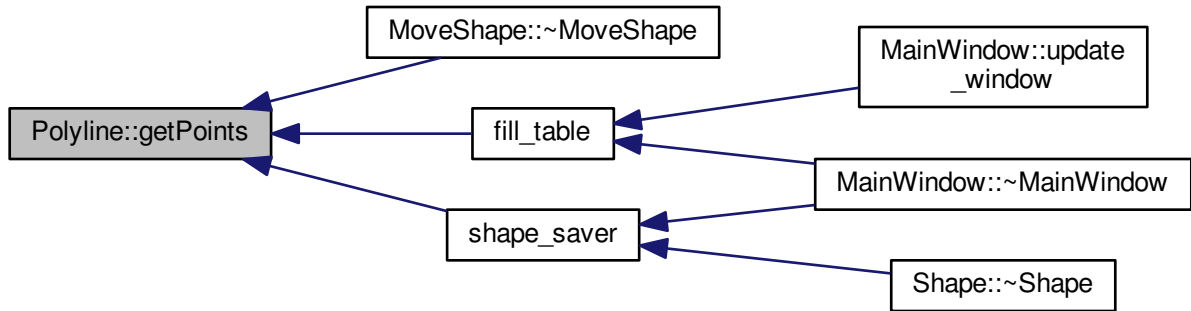 MoveShape::~MoveShape
MainWindow::update
_window
Polyline::getPoints
fill_table
MainWindow::~MainWindow
shape_saver
Shape::~Shape